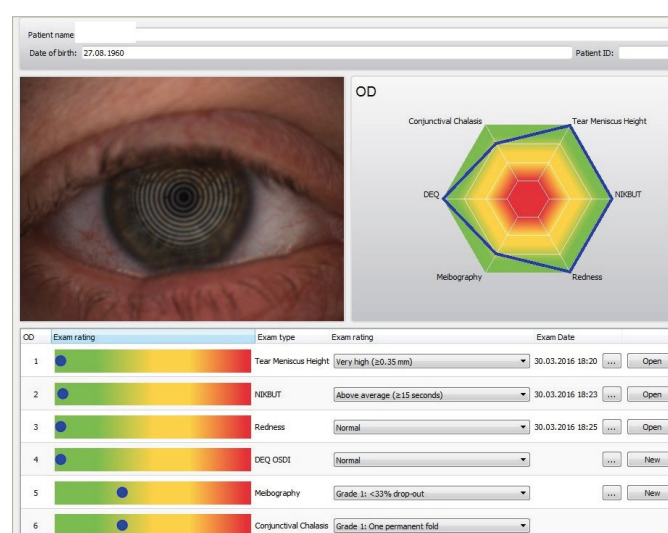 Patient name
Date of birth: 27.08.1960 Patient ID:
OD
Conjunctival Chalasis Tear Meniscus Height
DEQ NIKBUT
Meibography Redness
OD Exam rating Exam type Exam rating Exam Date
1 Tear Meniscus Height Very high (≥0.35 mm) 30.03.2016 18:20 ... Open
2 NIKBUT Above average (≥15 seconds) 30.03.2016 18:23 ... Open
3 Redness Normal 30.03.2016 18:25 ... Open
4 DEQ OSDI Normal ... New
5 Meibography Grade 1: <33% drop-out ... New
6 Conjunctival Chalasis Grade 1: One permanent fold